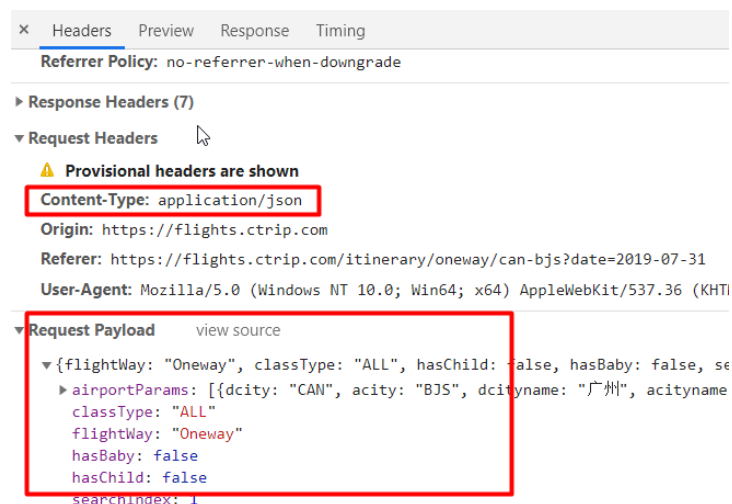 × Headers Preview Response Timing
Referrer Policy: no-referrer-when-downgrade
Response Headers (7)
Request Headers
Provisional headers are shown
Content-Type: application/json
Origin: https://flights.ctrip.com
Referer: https://flights.ctrip.com/itinerary/oneway/can-bjs?date=2019-07-31
User-Agent: Mozilla/5.0 (Windows NT 10.0; Win64; x64) AppleWebKit/537.36 (KHT
Request Payload view source
{flightWay: "Oneway", classType: "ALL", hasChild: false, hasBaby: false, se
airportParams: [{dcity: "CAN", acity: "BJS", dcityname: "广州", acityname
classType: "ALL"
flightWay: "Oneway"
hasBaby: false
hasChild: false
searchIndex: 1